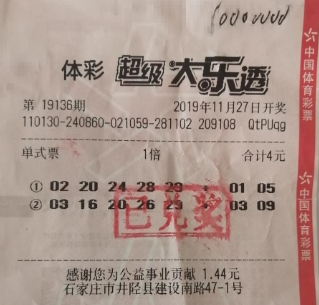 10000000
体彩 超级大乐透
第 19136期 2019年11月27日开奖
110130-240860-021059-281102 209108 QtPUqg
单式票 1倍 合计4元
① 02 20 24 28 29 + 01 05
② 03 16 20 26 29 + 03 09
已兑奖
感谢您为公益事业贡献 1.44元
石家庄市井陉县建设南路47-1号
中国体育彩票
中国体育彩票